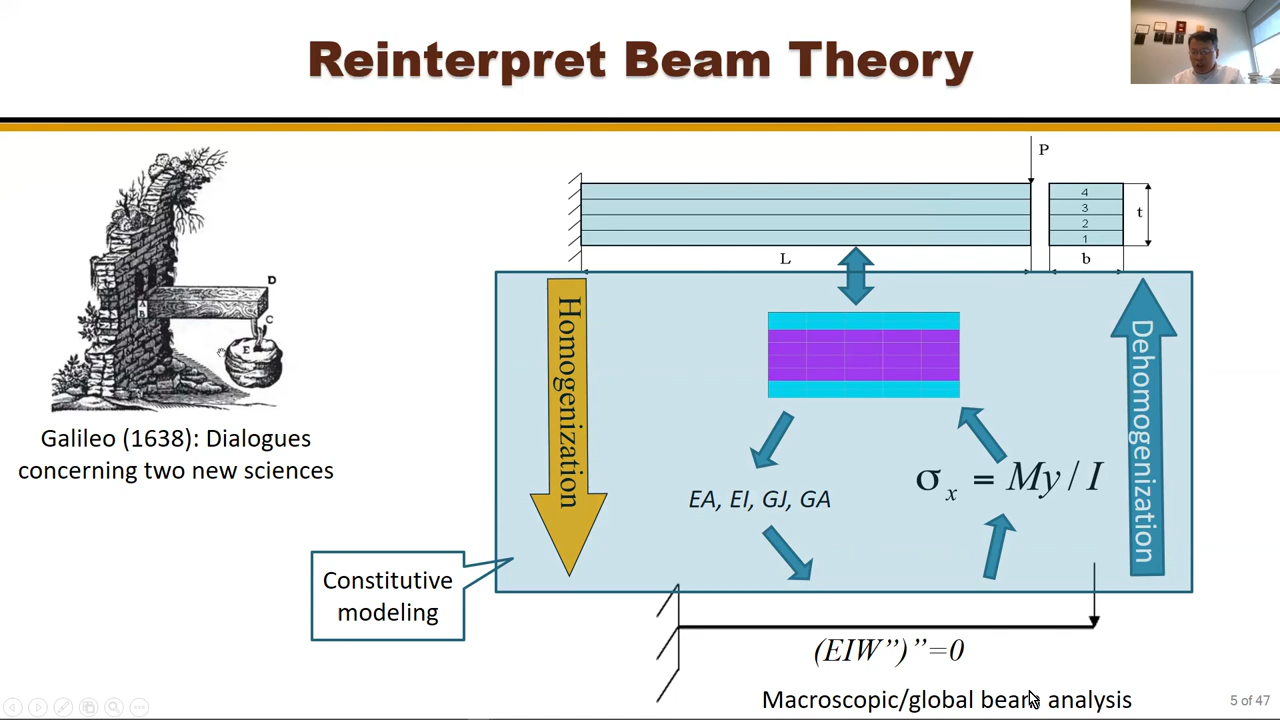 Reinterpret Beam Theory
P
4
3
2
1
t
L
b
D
A
B
C
E
Galileo (1638): Dialogues
concerning two new sciences
Homogenization
Dehomogenization
EA, EI, GJ, GA
σx = My / I
Constitutive
modeling
(EIW”)”=0
Macroscopic/global beam analysis
5 of 47